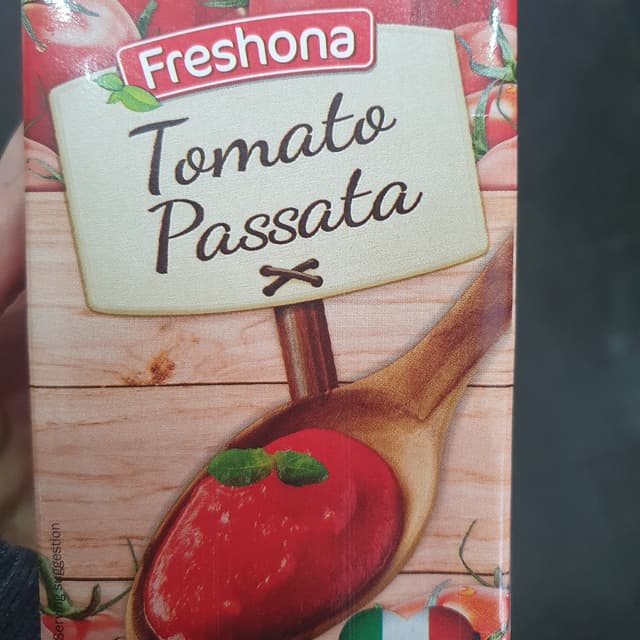 Freshona
Tomato
Passata
Serving suggestion